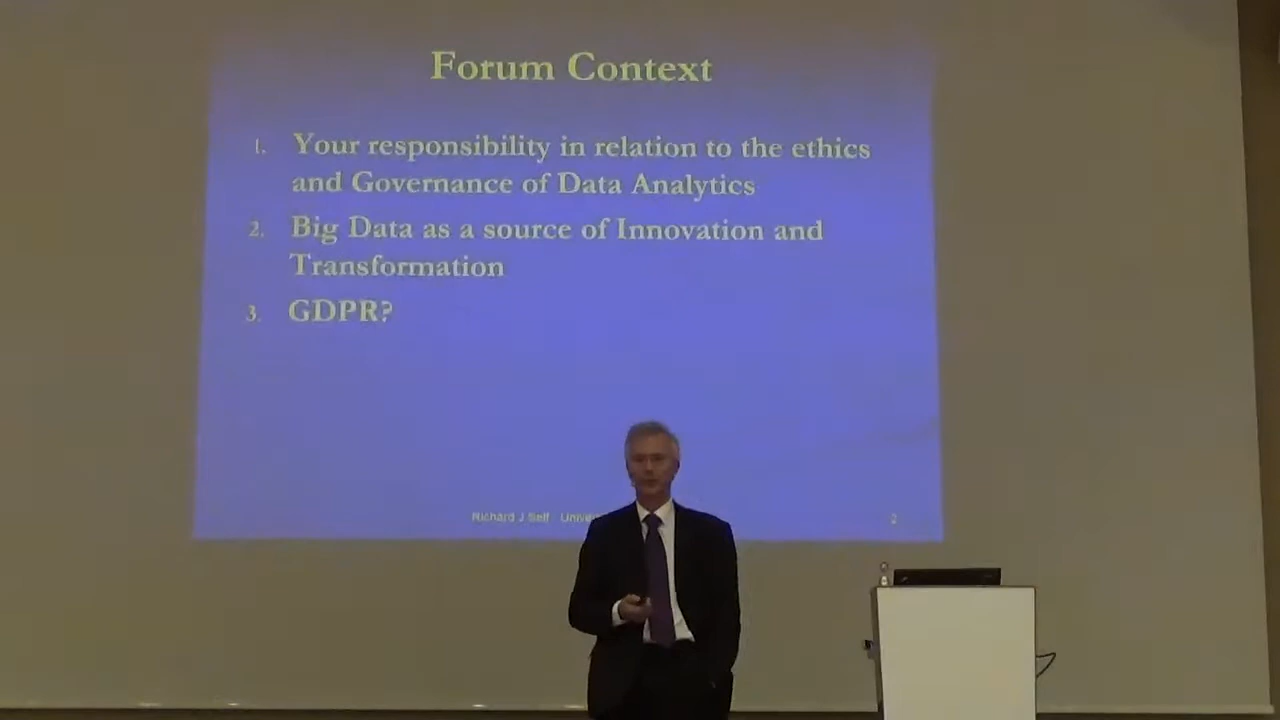 Forum Context
1. Your responsibility in relation to the ethics
and Governance of Data Analytics
2. Big Data as a source of Innovation and
Transformation
3. GDPR?
Richard J Self - 
2